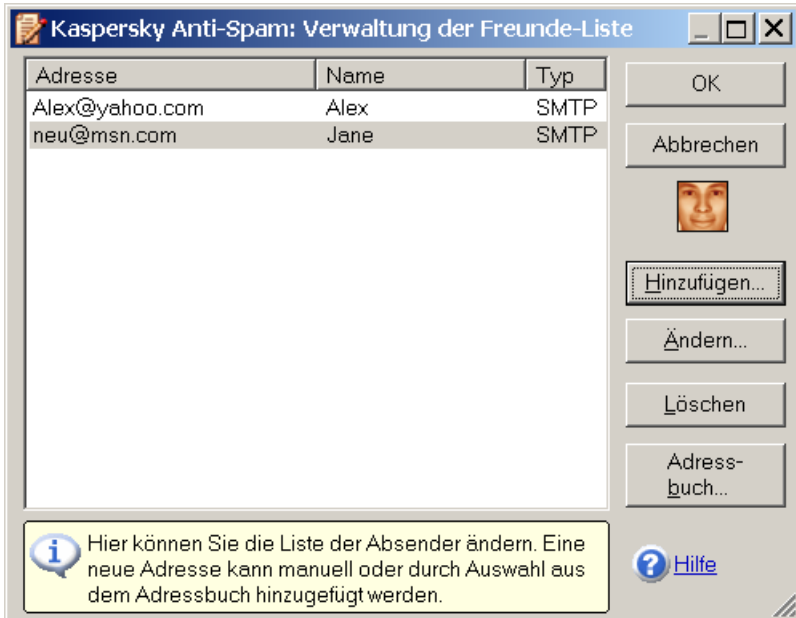 Kaspersky Anti-Spam: Verwaltung der Freunde-Liste
Adresse Name Typ
Alex@yahoo.com Alex SMTP
neu@msn.com Jane SMTP
OK
Abbrechen
Hinzufügen...
Ändern...
Löschen
Adress-
buch...
Hier können Sie die Liste der Absender ändern. Eine
neue Adresse kann manuell oder durch Auswahl aus
dem Adressbuch hinzugefügt werden.
Hilfe